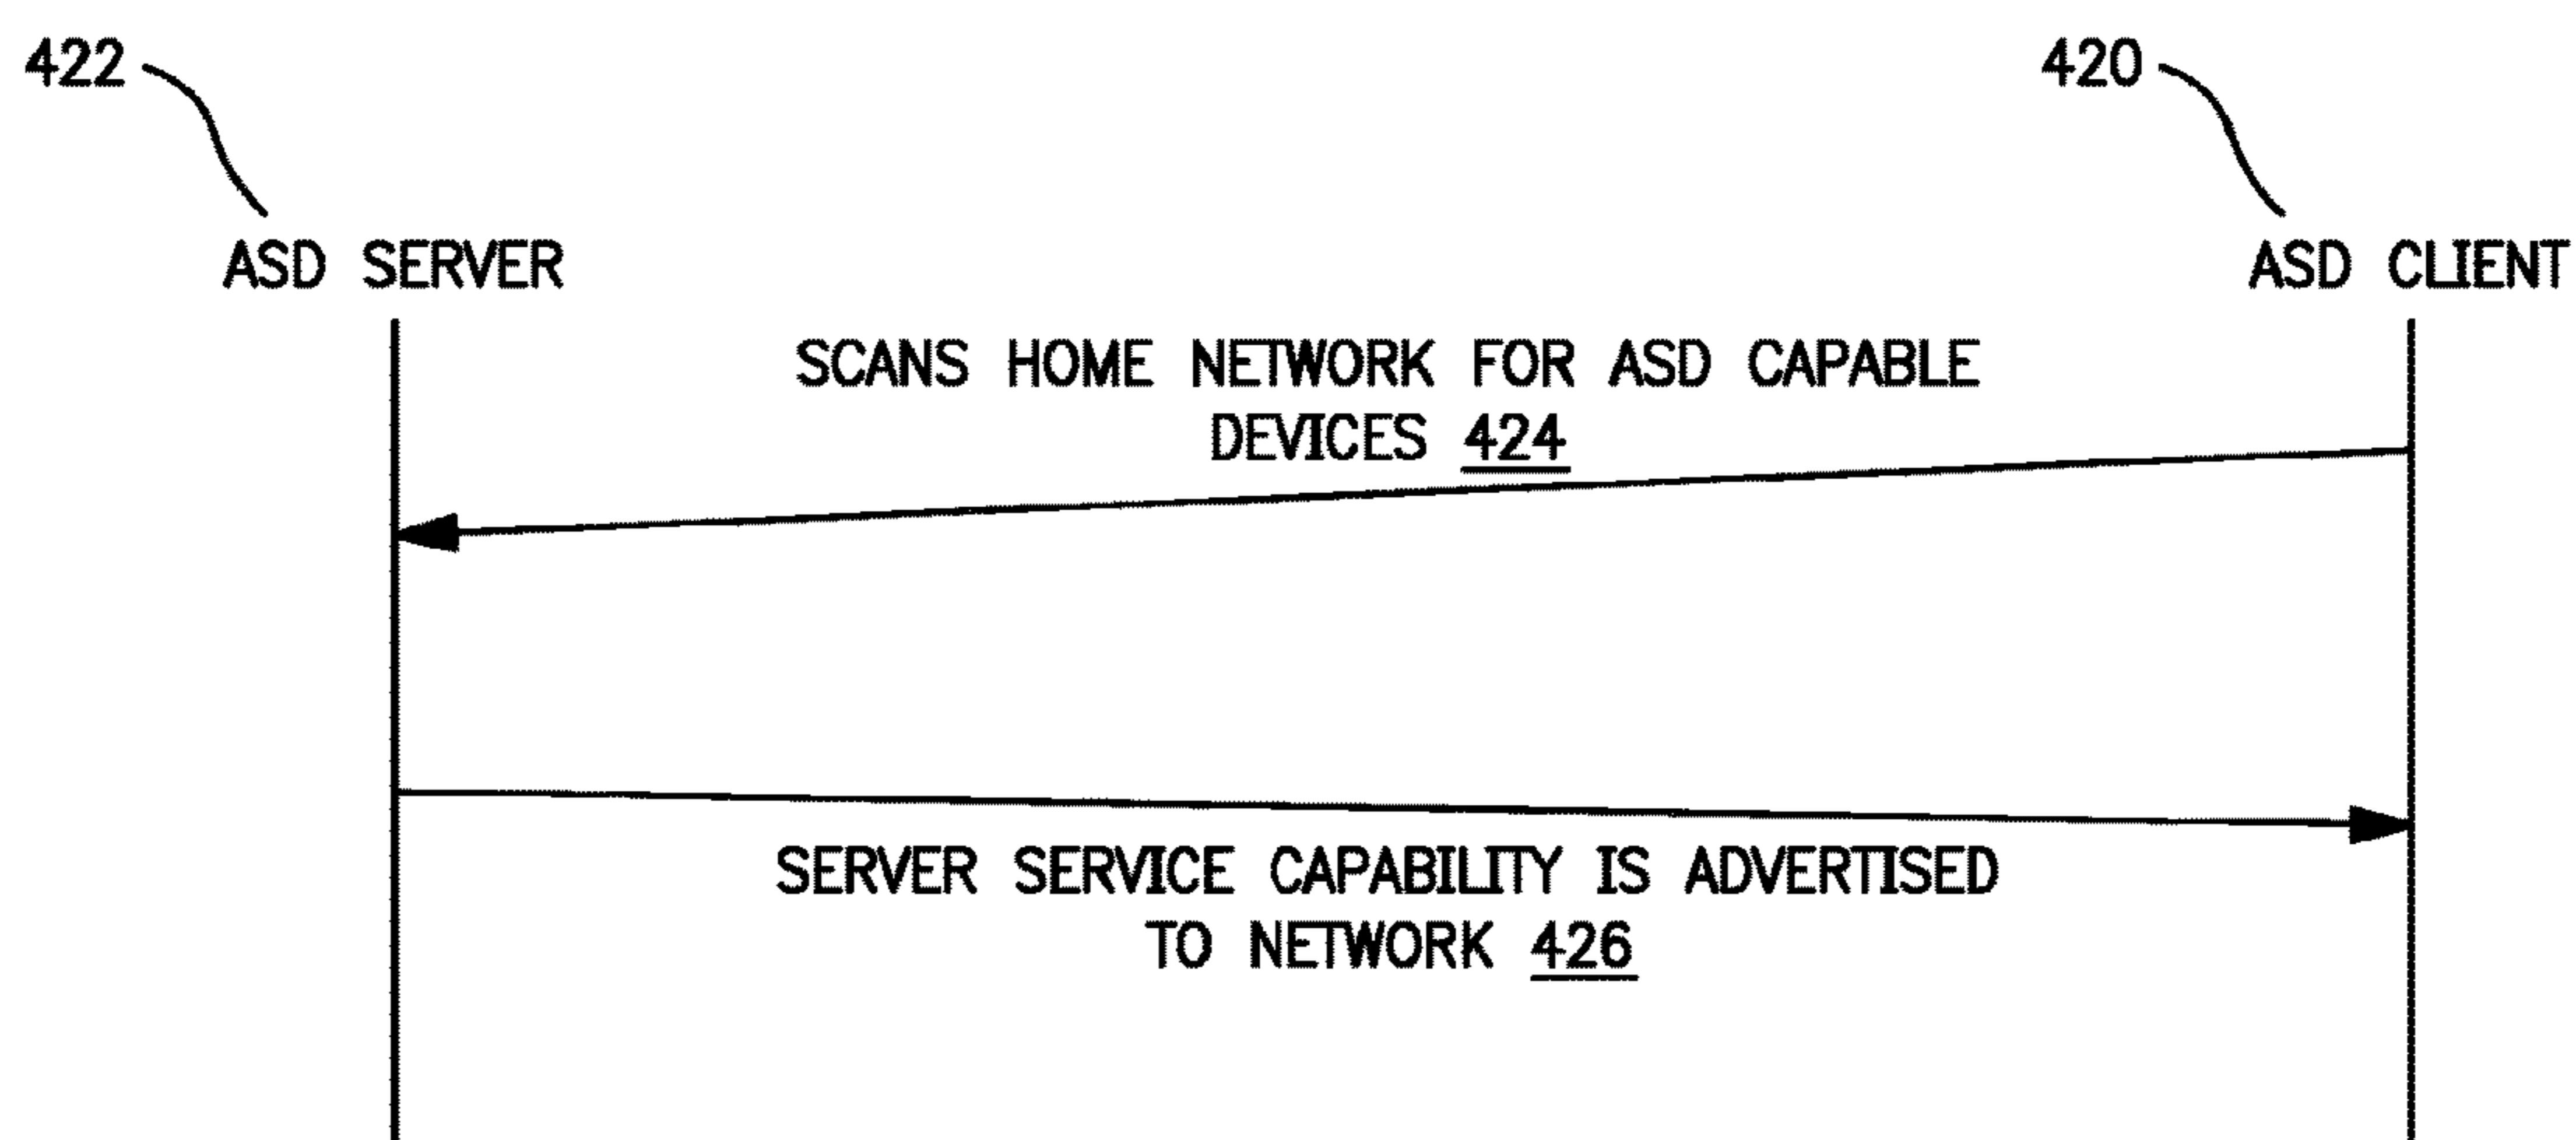 422
420
ASD SERVER
ASD CLIENT
SCANS HOME NETWORK FOR ASD CAPABLE
DEVICES 424
SERVER SERVICE CAPABILITY IS ADVERTISED
TO NETWORK 426